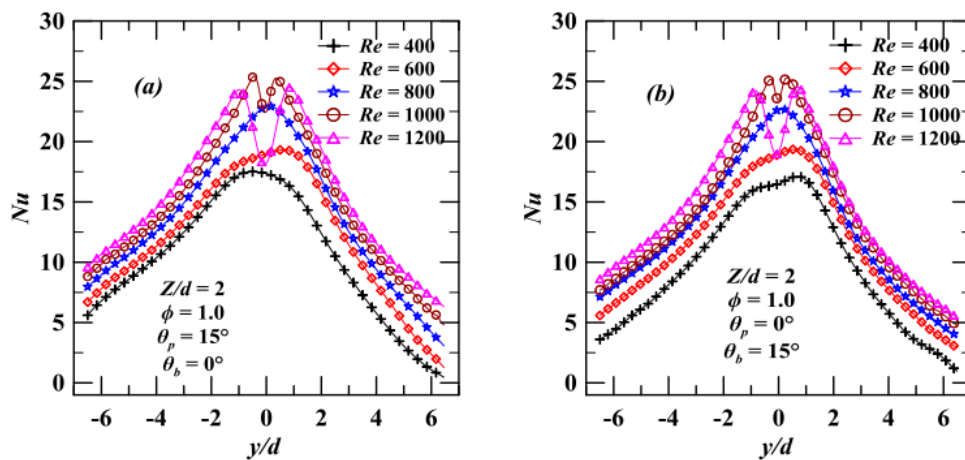 30
25
20
15
10
5
0
Nu
(a)
Re = 400
Re = 600
Re = 800
Re = 1000
Re = 1200
Z/d = 2
ϕ = 1.0
θp = 15°
θb = 0°
-6 -4 -2 0 2 4 6
y/d
30
25
20
15
10
5
0
Nu
(b)
Re = 400
Re = 600
Re = 800
Re = 1000
Re = 1200
Z/d = 2
ϕ = 1.0
θp = 0°
θb = 15°
-6 -4 -2 0 2 4 6
y/d